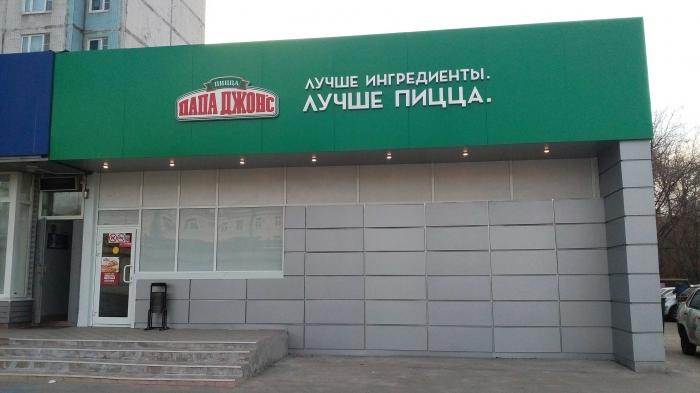 ПИЦЦА
ПАПА ДЖОНС
ЛУЧШЕ ИНГРЕДИЕНТЫ.
ЛУЧШЕ ПИЦЦА.